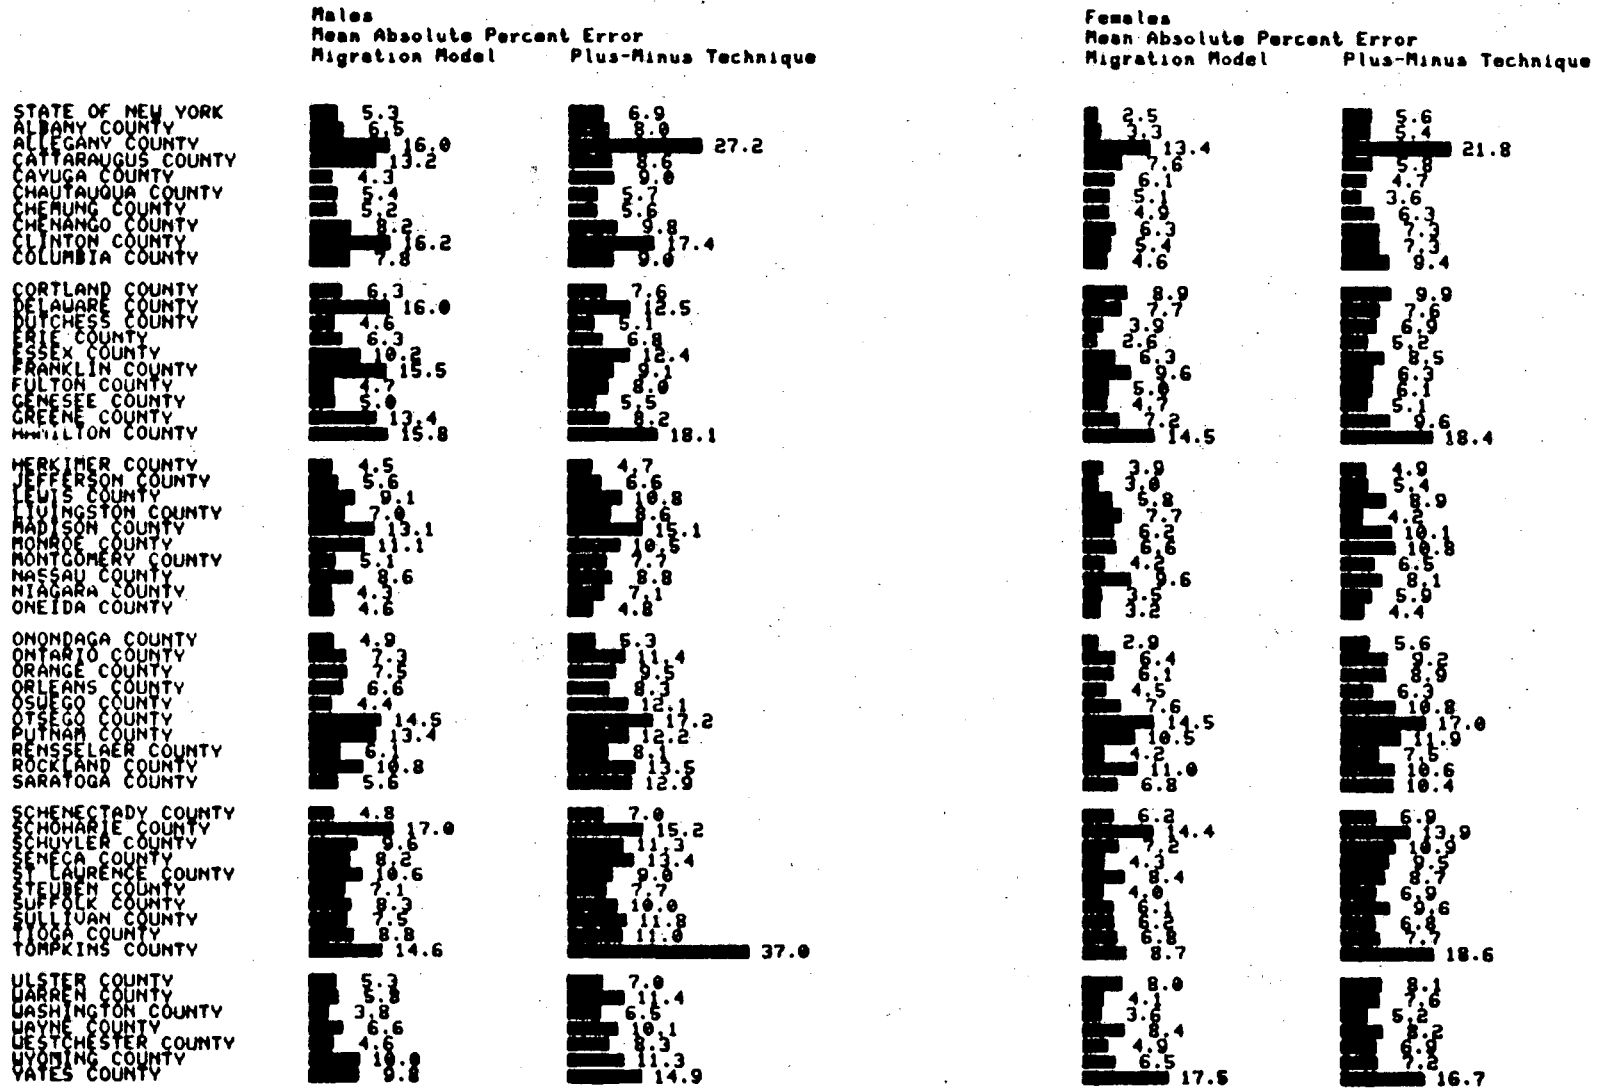 Males Females
Mean Absolute Percent Error Mean Absolute Percent Error
Migration Model Plus-Minus Technique Migration Model Plus-Minus Technique
STATE OF NEW YORK 5.3 6.9 2.5 5.6
ALBANY COUNTY 6.5 8.0 3.3 5.4
ALLEGANY COUNTY 16.0 27.2 13.4 21.8
CATTARAUGUS COUNTY 13.2 8.6 7.6 5.8
CAYUGA COUNTY 4.3 9.0 6.1 4.7
CHAUTAUQUA COUNTY 5.4 5.7 5.1 3.6
CHEMUNG COUNTY 5.2 5.6 4.9 6.3
CHENANGO COUNTY 8.2 9.8 6.3 7.3
CLINTON COUNTY 16.2 17.4 5.4 7.3
COLUMBIA COUNTY 7.8 9.0 4.6 9.4
CORTLAND COUNTY 6.3 7.6 8.9 9.9
DELAWARE COUNTY 16.0 12.5 7.7 7.6
DUTCHESS COUNTY 4.6 5.1 3.9 6.9
ERIE COUNTY 6.3 6.8 2.6 5.2
ESSEX COUNTY 10.2 12.4 6.3 8.5
FRANKLIN COUNTY 15.5 9.1 9.6 6.3
FULTON COUNTY 4.7 8.0 5.0 6.1
GENESEE COUNTY 5.0 5.5 4.7 5.1
GREENE COUNTY 13.4 8.2 7.2 9.6
HAMILTON COUNTY 15.8 18.1 14.5 18.4
HERKIMER COUNTY 4.5 4.7 3.9 4.9
JEFFERSON COUNTY 5.6 6.6 3.0 5.4
LEWIS COUNTY 9.1 10.8 5.8 8.9
LIVINGSTON COUNTY 7.0 8.6 7.7 4.2
MADISON COUNTY 13.1 15.1 6.2 10.1
MONROE COUNTY 11.1 10.5 6.6 10.8
MONTGOMERY COUNTY 5.1 7.7 4.2 6.5
NASSAU COUNTY 8.6 8.8 9.6 8.1
NIAGARA COUNTY 4.3 7.1 3.5 5.9
ONEIDA COUNTY 4.6 4.8 3.2 4.4
ONONDAGA COUNTY 4.9 5.3 2.9 5.6
ONTARIO COUNTY 7.3 11.4 6.4 9.2
ORANGE COUNTY 7.5 9.5 6.1 8.9
ORLEANS COUNTY 6.6 8.3 4.5 6.3
OSWEGO COUNTY 4.4 12.1 7.6 10.8
OTSEGO COUNTY 14.5 17.2 14.5 17.0
PUTNAM COUNTY 13.4 12.2 10.5 11.9
RENSSELAER COUNTY 6.1 8.1 4.2 7.5
ROCKLAND COUNTY 10.8 13.5 11.0 10.6
SARATOGA COUNTY 5.6 12.9 6.8 10.4
SCHENECTADY COUNTY 4.8 7.0 6.2 6.9
SCHOHARIE COUNTY 17.0 15.2 14.4 13.9
SCHUYLER COUNTY 9.6 11.3 7.2 10.9
SENECA COUNTY 8.2 13.4 4.3 9.5
ST LAWRENCE COUNTY 10.6 9.0 8.4 8.7
STEUBEN COUNTY 7.1 7.7 4.0 6.9
SUFFOLK COUNTY 8.3 10.0 6.1 9.6
SULLIVAN COUNTY 7.5 11.8 6.2 6.8
TIOGA COUNTY 8.8 11.0 6.8 7.7
TOMPKINS COUNTY 14.6 37.0 8.7 18.6
ULSTER COUNTY 5.3 7.0 8.0 8.1
WARREN COUNTY 5.8 11.4 4.1 7.6
WASHINGTON COUNTY 3.8 6.5 3.6 5.2
WAYNE COUNTY 6.6 10.1 8.4 8.2
WESTCHESTER COUNTY 4.6 8.3 4.9 6.9
WYOMING COUNTY 10.0 11.3 6.5 7.2
YATES COUNTY 9.8 14.9 17.5 16.7